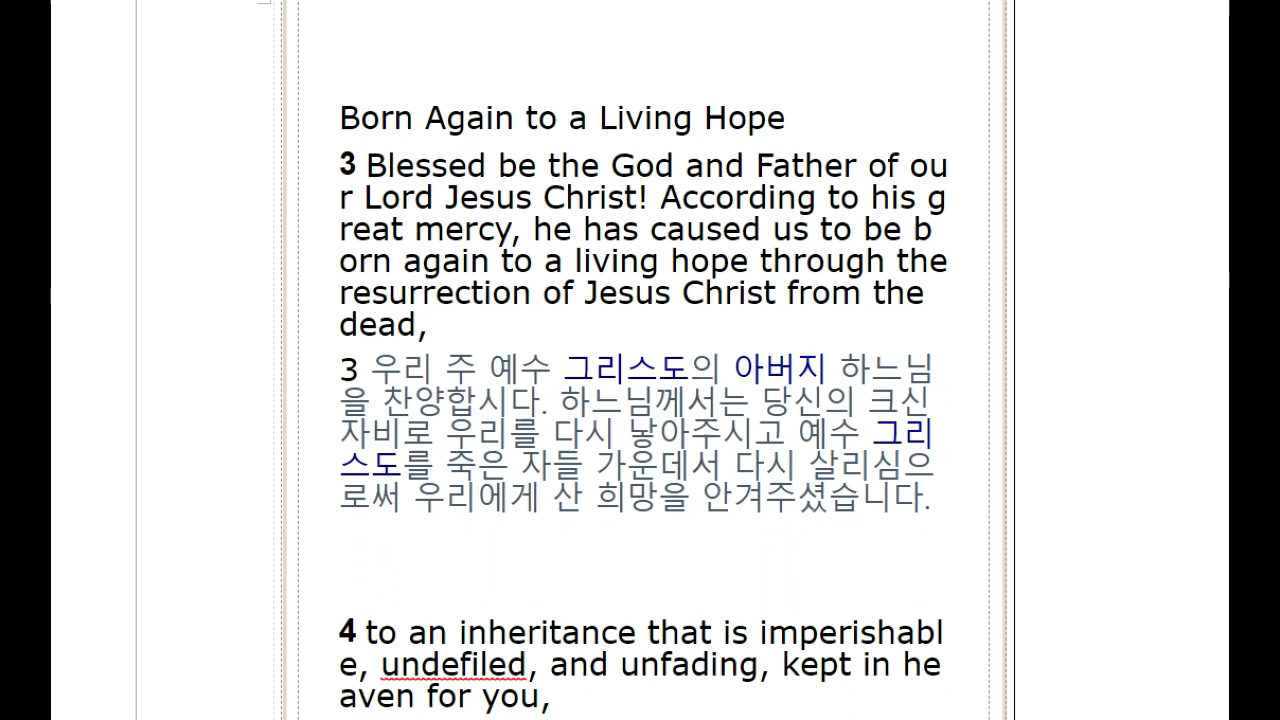 Born Again to a Living Hope
3 Blessed be the God and Father of ou
r Lord Jesus Christ! According to his g
reat mercy, he has caused us to be b
orn again to a living hope through the
resurrection of Jesus Christ from the
dead,
3 우리 주 예수 그리스도의 아버지 하느님
을 찬양합시다. 하느님께서는 당신의 크신
자비로 우리를 다시 낳아주시고 예수 그리
스도를 죽은 자들 가운데서 다시 살리심으
로써 우리에게 산 희망을 안겨주셨습니다.
4 to an inheritance that is imperishabl
e, undefiled, and unfading, kept in he
aven for you,